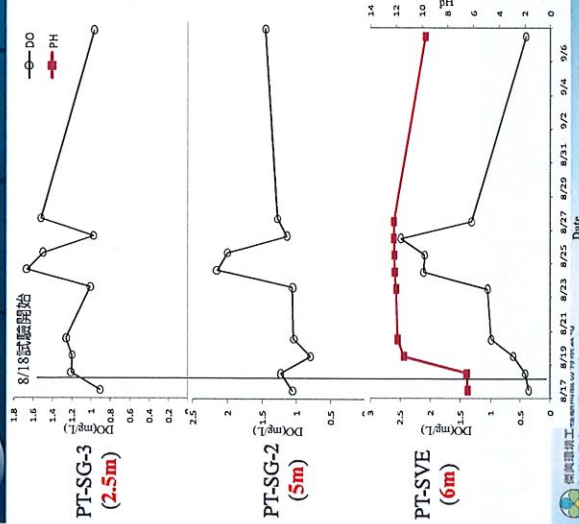 8/18試驗開始
DO
PH
1.8
1.6
1.4
1.2
1
0.8
0.6
0.4
0.2
DO(mg/L)
PT-SG-3
(2.5m)
2.5
2
1.5
1
0.5
0
DO(mg/L)
PT-SG-2
(5m)
3
2.5
2
1.5
1
0.5
0
DO(mg/L)
PT-SVE
(6m)
14
12
10
8
6
4
2
0
pH
8/17
8/19
8/21
8/23
8/25
8/27
8/29
8/31
9/2
9/4
9/6
Date